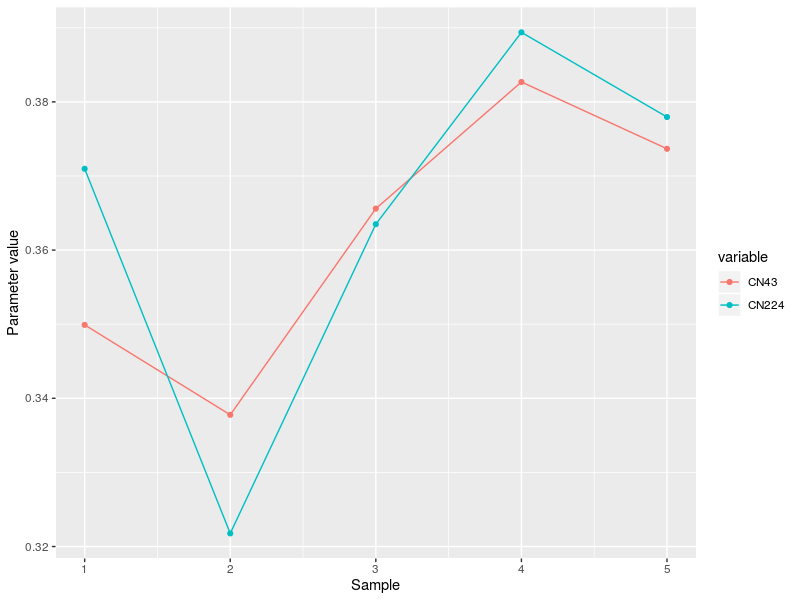 Parameter value
0.38
0.36
0.34
0.32
1 2 3 4 5
Sample
variable
CN43
CN224